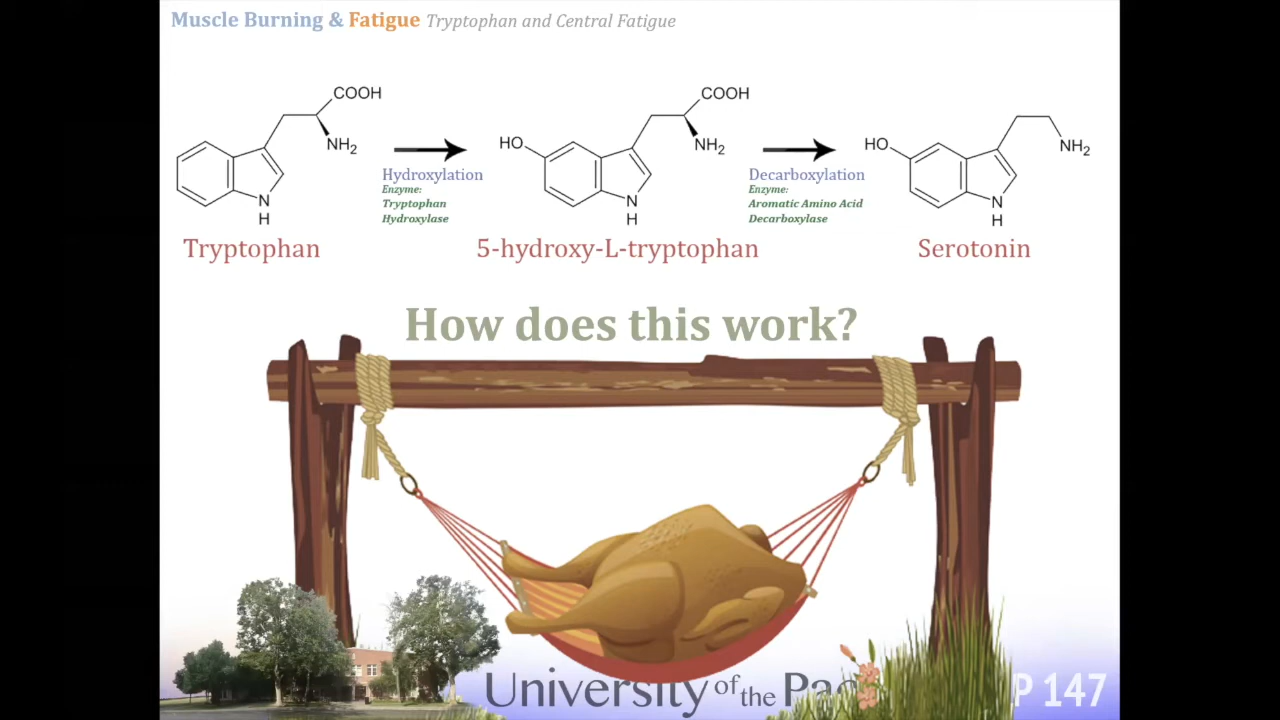 Muscle Burning & Fatigue Tryptophan and Central Fatigue
COOH
NH2
N
H
Hydroxylation
Enzyme:
Tryptophan
Hydroxylase
Tryptophan
COOH
HO
NH2
N
H
Decarboxylation
Enzyme:
Aromatic Amino Acid
Decarboxylase
5-hydroxy-L-tryptophan
HO
NH2
N
H
Serotonin
How does this work?
University of the Pac
P 147